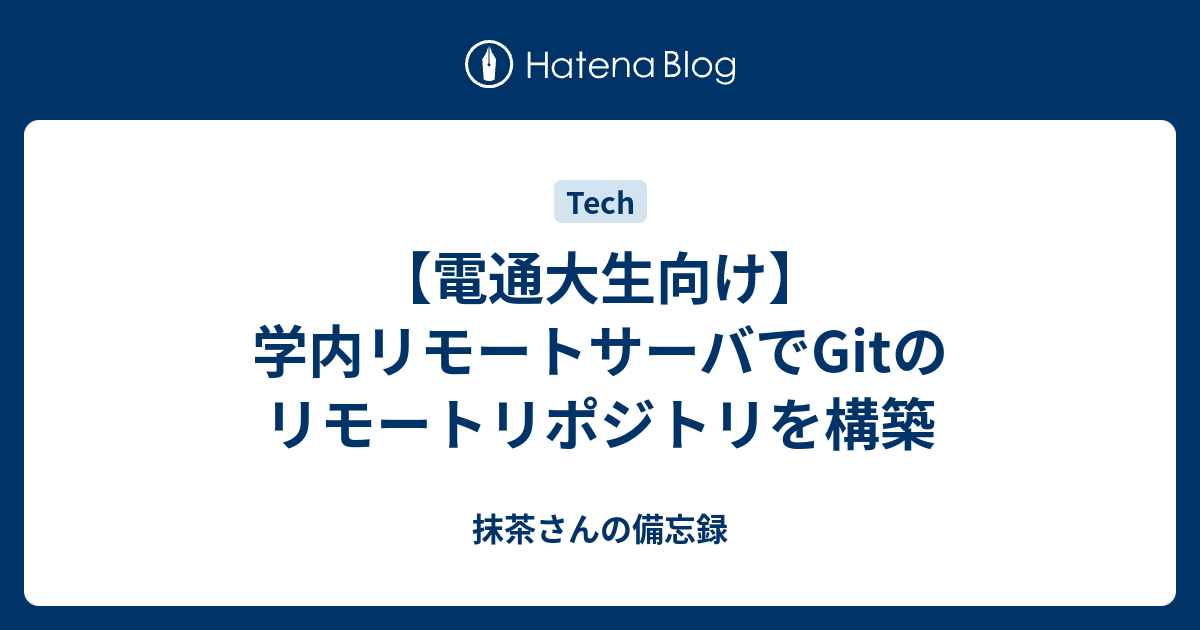 Hatena Blog
Tech
【電通大生向け】
学内リモートサーバでGitの
リモートリポジトリを構築
抹茶さんの備忘録